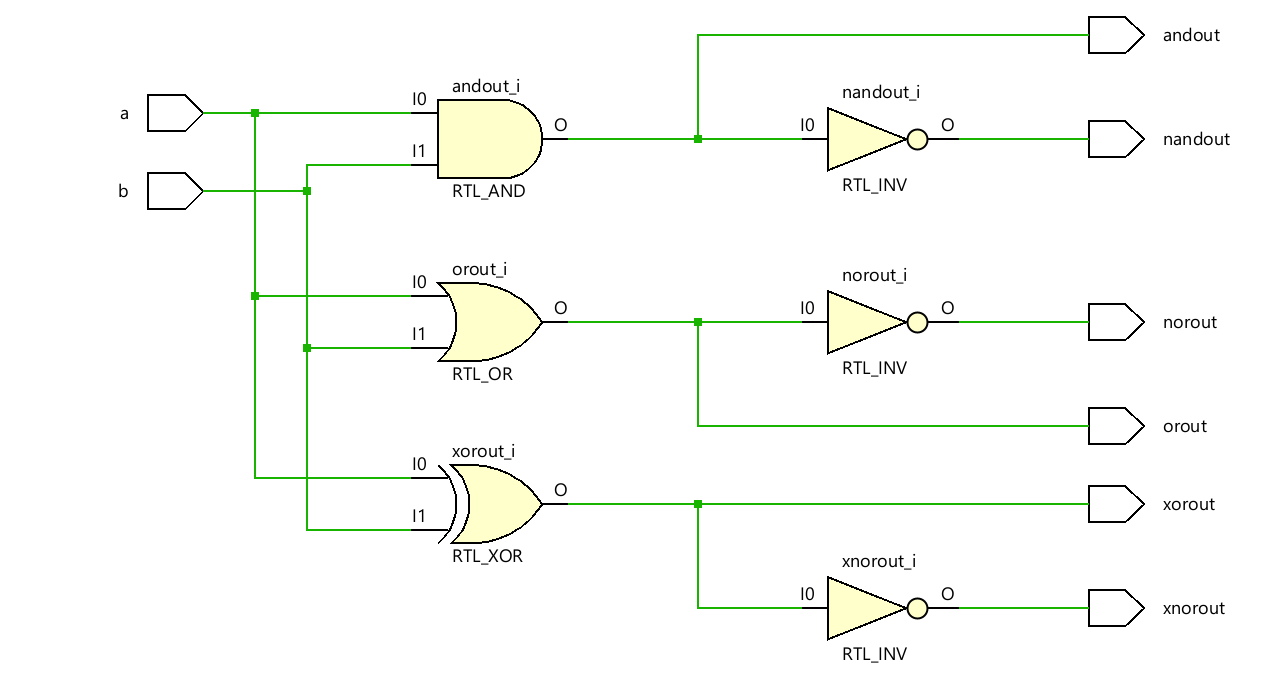 andout
andout_i
nandout_i
a
I0
O
I0
O
nandout
I1
b
RTL_AND
RTL_INV
orout_i
norout_i
I0
O
I0
O
norout
I1
RTL_OR
RTL_INV
orout
xorout_i
I0
O
xorout
I1
RTL_XOR
xnorout_i
I0
O
xnorout
RTL_INV